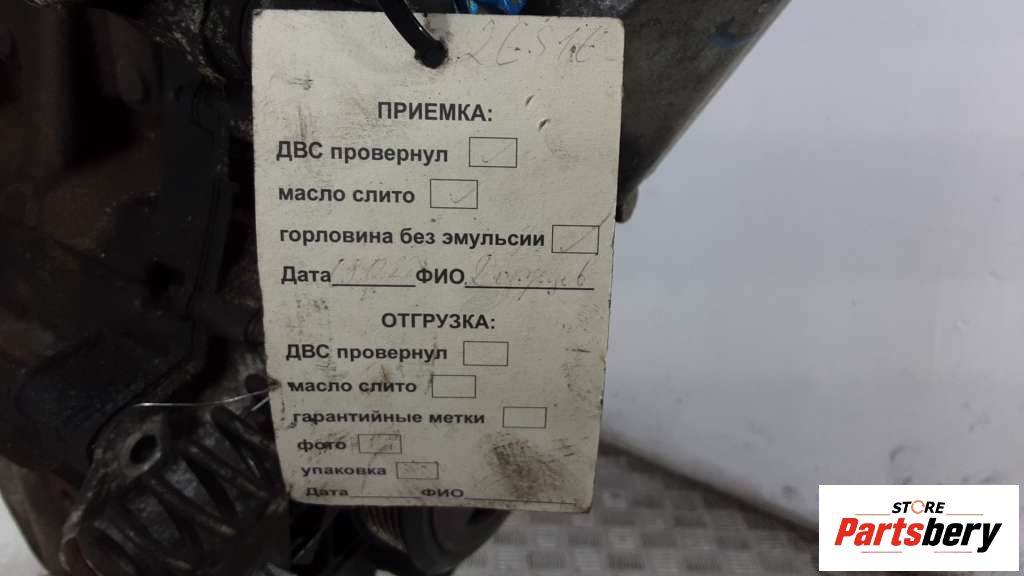 ПРИЕМКА:
ДВС провернул
масло слито
горловина без эмульсии
Дата ФИО
ОТГРУЗКА:
ДВС провернул
масло слито
гарантийные метки
фото
упаковка
Дата ФИО
STORE
Partsbery